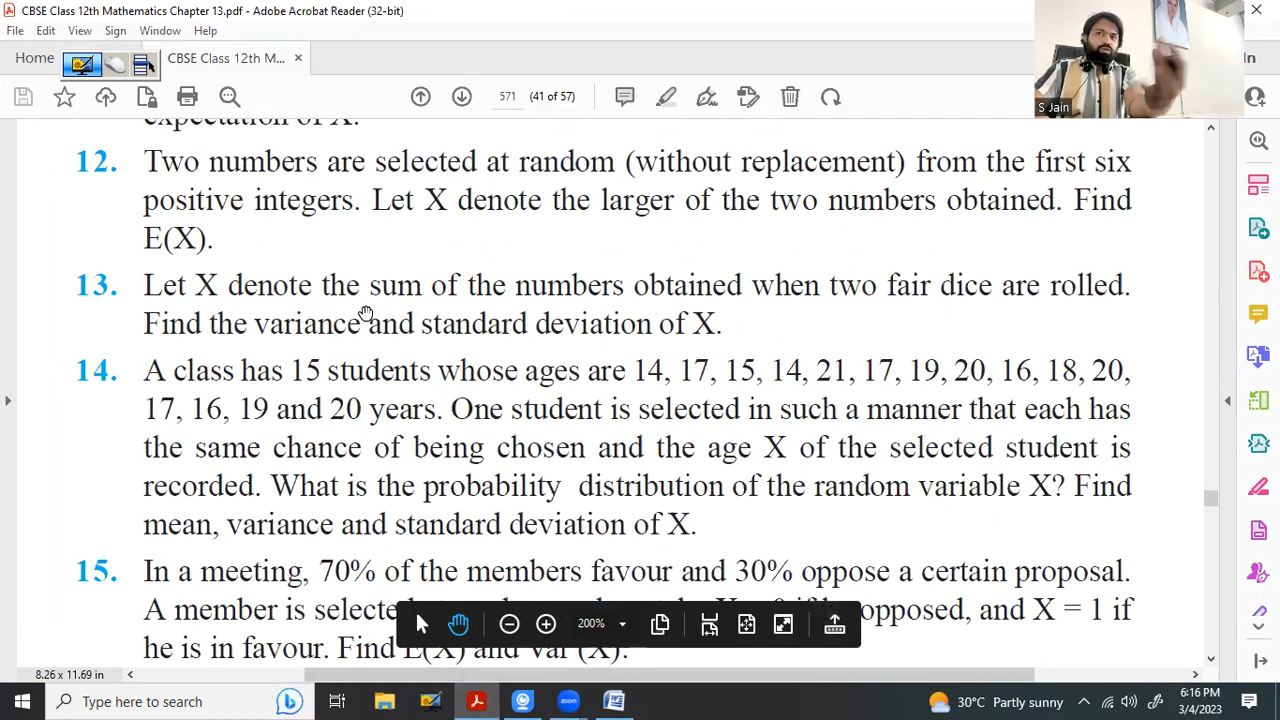 CBSE Class 12th Mathematics Chapter 13.pdf - Adobe Acrobat Reader (32-bit)
File Edit View Sign Window Help
Home
CBSE Class 12th M... ×
In
571 (41 of 57)
S Jain
expectation of X.
12. Two numbers are selected at random (without replacement) from the first six
positive integers. Let X denote the larger of the two numbers obtained. Find
E(X).
13. Let X denote the sum of the numbers obtained when two fair dice are rolled.
Find the variance and standard deviation of X.
14. A class has 15 students whose ages are 14, 17, 15, 14, 21, 17, 19, 20, 16, 18, 20,
17, 16, 19 and 20 years. One student is selected in such a manner that each has
the same chance of being chosen and the age X of the selected student is
recorded. What is the probability distribution of the random variable X? Find
mean, variance and standard deviation of X.
15. In a meeting, 70% of the members favour and 30% oppose a certain proposal.
A member is selected opposed, and X = 1 if
he is in favour. Find E(X) and Var (X).
200%
8.26 x 11.69 in
Type here to search
30°C Partly sunny
6:16 PM
3/4/2023